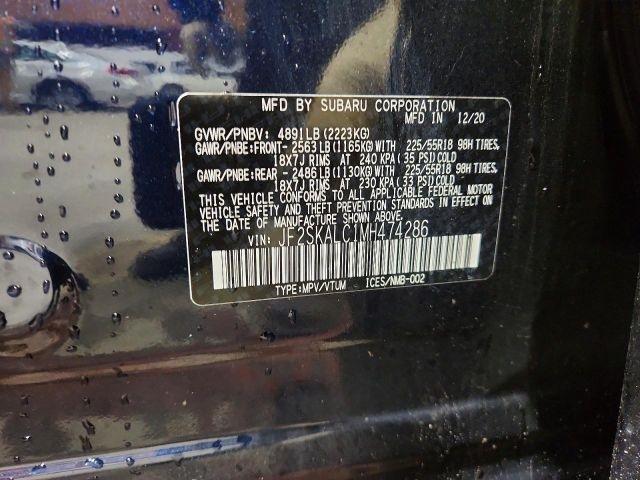 MFD BY SUBARU CORPORATION
MFD IN 12/20
GVWR/PNBV: 4891LB(2223KG)
GAWR/PNBE:FRONT- 2563LB(1165KG)WITH 225/55R18 98H TIRES,
18X7J RIMS AT 240 KPA( 35 PSI)COLD
GAWR/PNBE:REAR - 2486LB(1130KG)WITH 225/55R18 98H TIRES,
18X7J RIMS AT 230 KPA( 33 PSI)COLD
THIS VEHICLE CONFORMS TO ALL APPLICABLE FEDERAL MOTOR
VEHICLE SAFETY AND THEFT PREVENTION STANDARDS IN EFFECT ON
THE DATE OF MANUFACTURE SHOWN ABOVE.
VIN: JF2SKALC1MH474286
TYPE:MPV/VTUM ICES/NMB-002